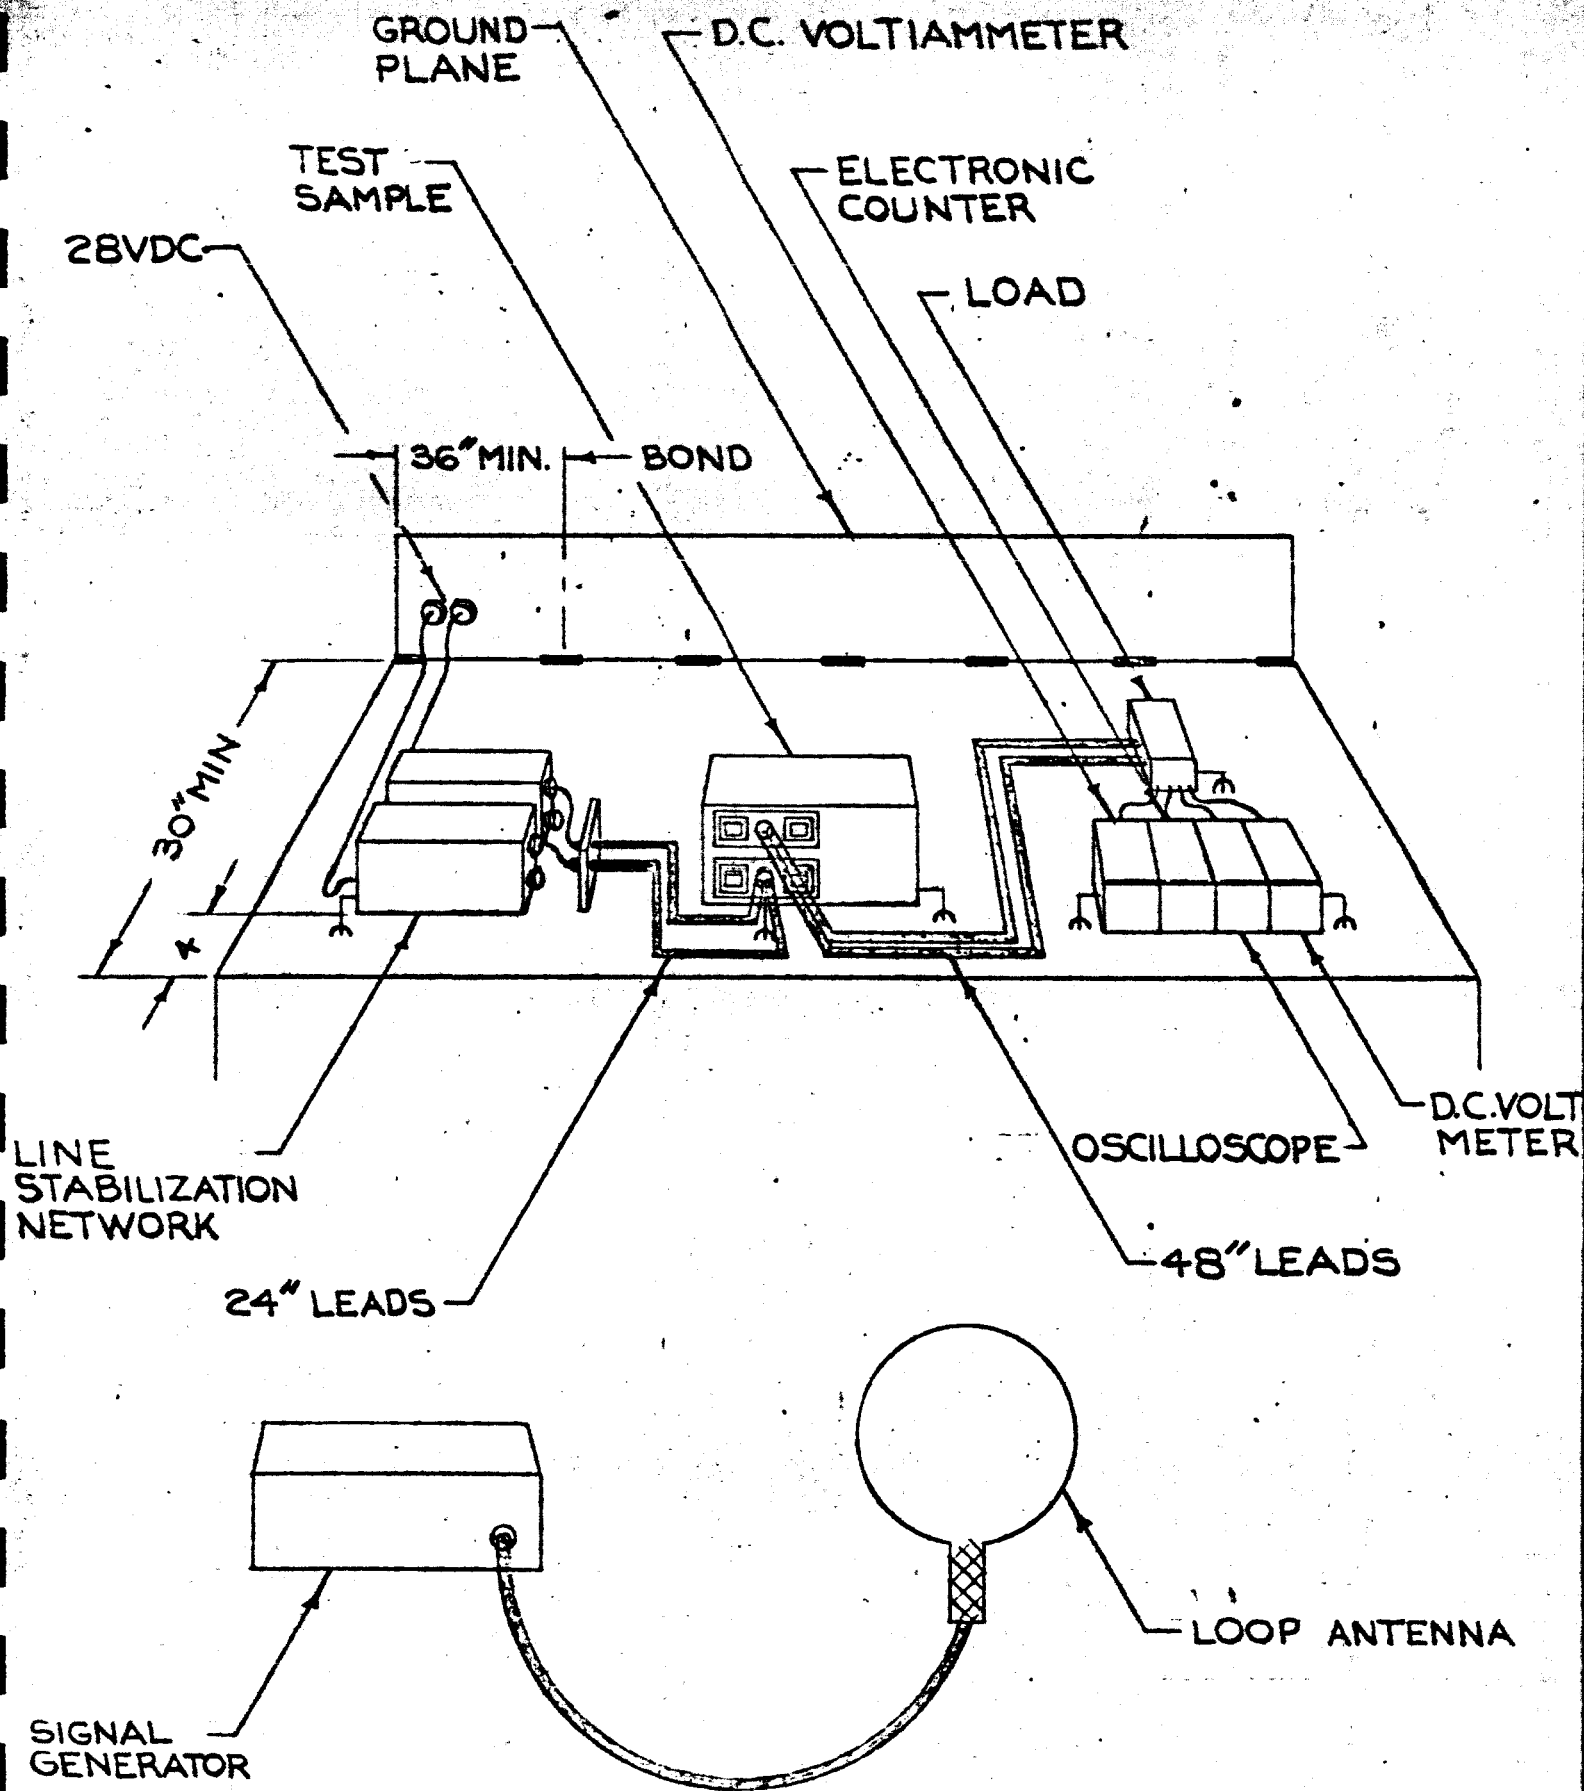 GROUND
PLANE
D.C. VOLTIAMMETER
TEST
SAMPLE
ELECTRONIC
COUNTER
28VDC
LOAD
36" MIN.
BOND
30" MIN
4
D.C. VOLT
METER
OSCILLOSCOPE
LINE
STABILIZATION
NETWORK
48" LEADS
24" LEADS
LOOP ANTENNA
SIGNAL
GENERATOR